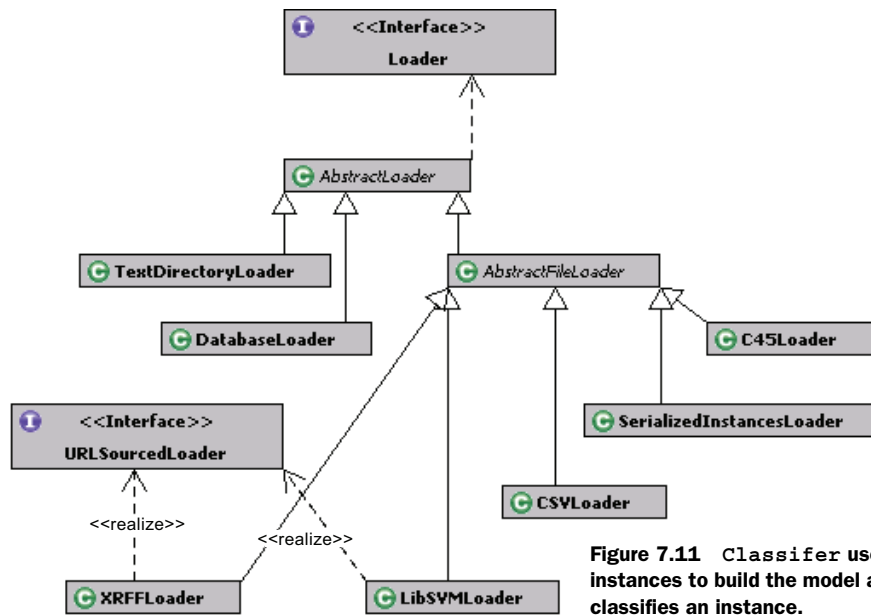 I
<<Interface>>
Loader
C AbstractLoader
C TextDirectoryLoader
C AbstractFileLoader
C DatabaseLoader
C C45Loader
I
<<Interface>>
URLSourcedLoader
C SerializedInstancesLoader
C CSVLoader
<<realize>>
<<realize>>
C XRFFLoader
C LibSVMLoader
Figure 7.11 Classifer use
instances to build the model a
classifies an instance.